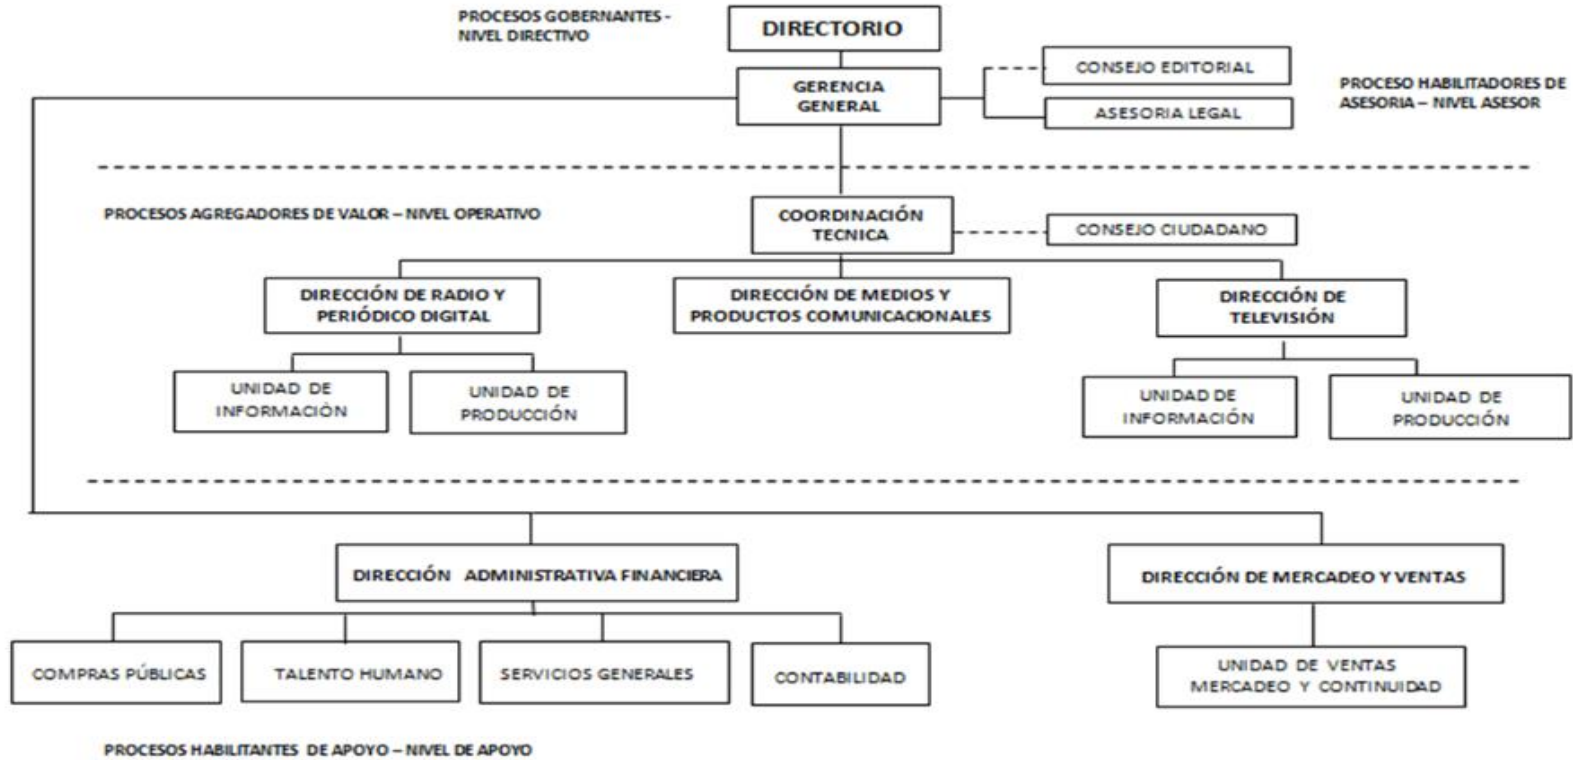 PROCESOS GOBERNANTES -
NIVEL DIRECTIVO
DIRECTORIO
GERENCIA
GENERAL
CONSEJO EDITORIAL
ASESORIA LEGAL
PROCESO HABILITADORES DE
ASESORIA – NIVEL ASESOR
PROCESOS AGREGADORES DE VALOR – NIVEL OPERATIVO
COORDINACIÓN
TECNICA
CONSEJO CIUDADANO
DIRECCIÓN DE RADIO Y
PERIÓDICO DIGITAL
DIRECCIÓN DE MEDIOS Y
PRODUCTOS COMUNICACIONALES
DIRECCIÓN DE
TELEVISIÓN
UNIDAD DE
INFORMACIÒN
UNIDAD DE
PRODUCCIÓN
UNIDAD DE
INFORMACIÓN
UNIDAD DE
PRODUCCIÓN
DIRECCIÓN ADMINISTRATIVA FINANCIERA
DIRECCIÓN DE MERCADEO Y VENTAS
COMPRAS PÚBLICAS
TALENTO HUMANO
SERVICIOS GENERALES
CONTABILIDAD
UNIDAD DE VENTAS
MERCADEO Y CONTINUIDAD
PROCESOS HABILITANTES DE APOYO – NIVEL DE APOYO